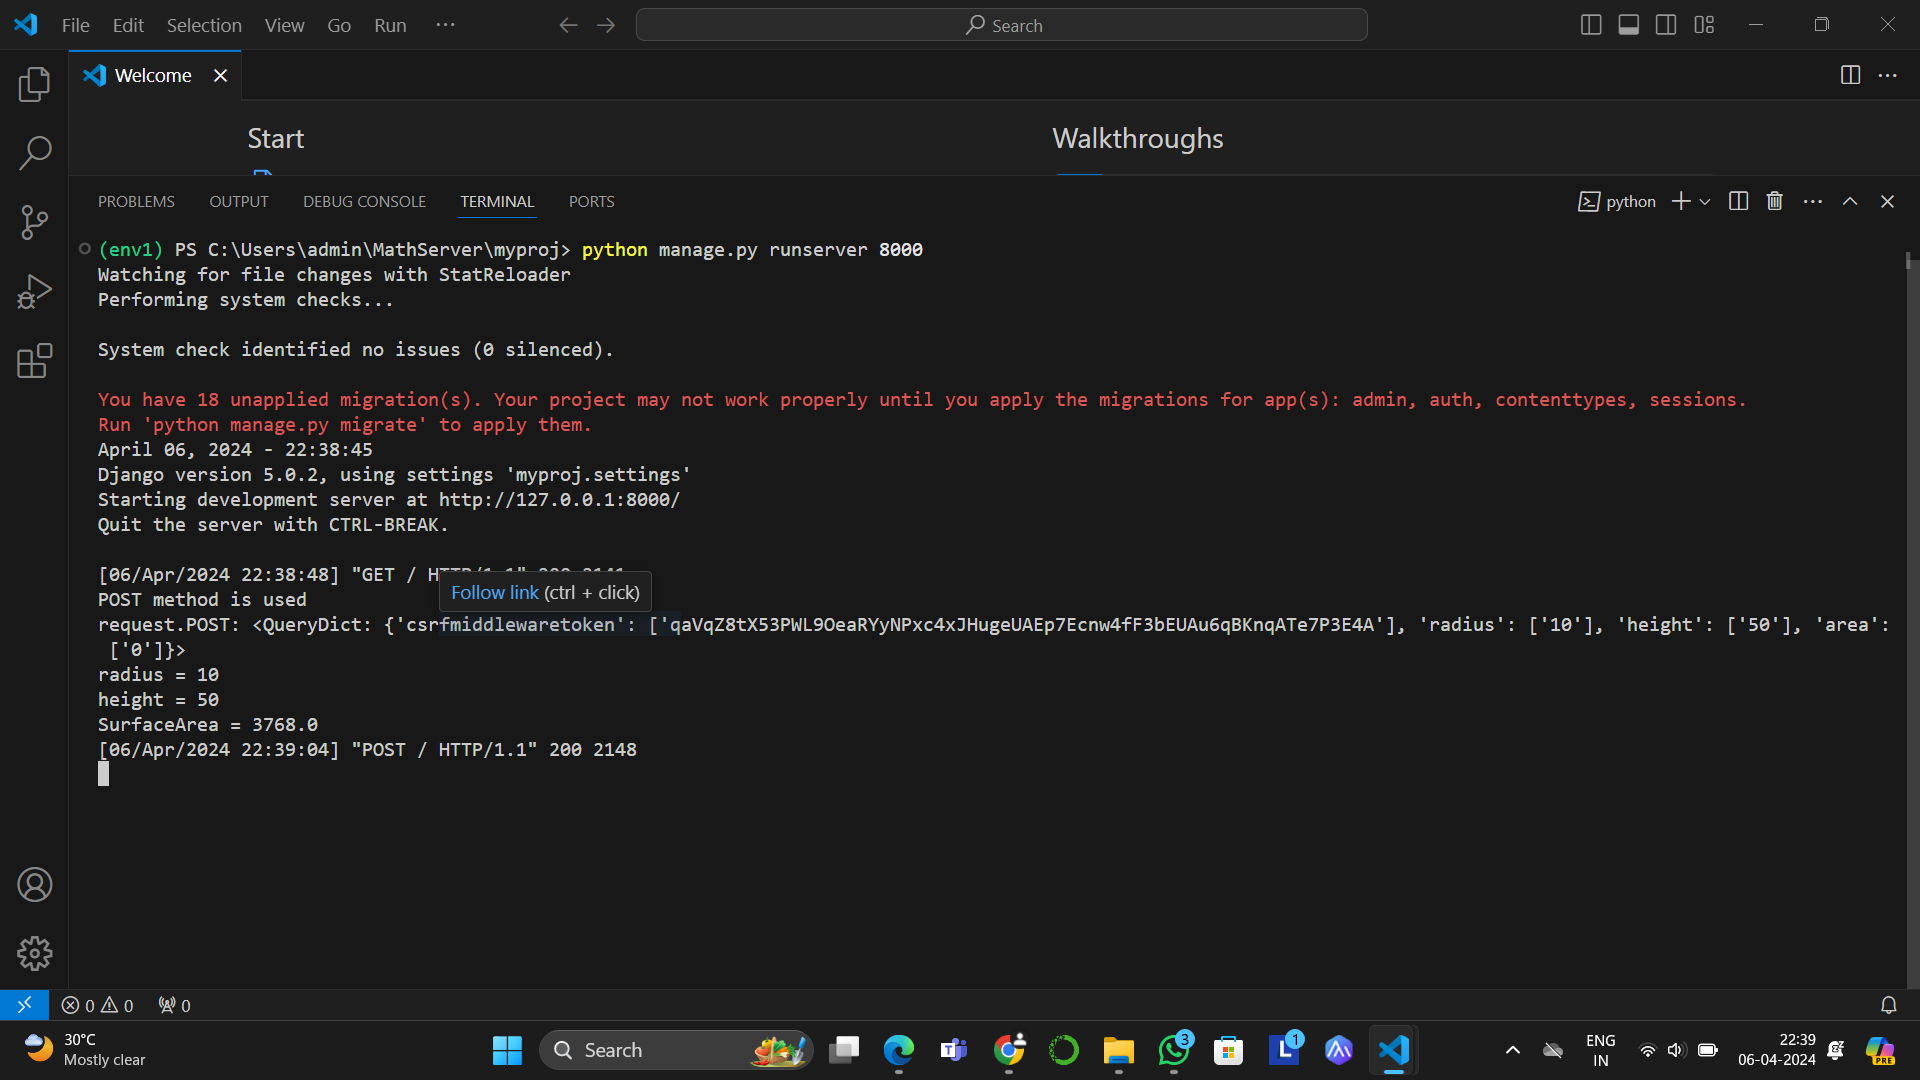 File Edit Selection View Go Run ··· Search
Welcome
Start Walkthroughs
PROBLEMS OUTPUT DEBUG CONSOLE TERMINAL PORTS python
(env1) PS C:\Users\admin\MathServer\myproj> python manage.py runserver 8000
Watching for file changes with StatReloader
Performing system checks...
System check identified no issues (0 silenced).
You have 18 unapplied migration(s). Your project may not work properly until you apply the migrations for app(s): admin, auth, contenttypes, sessions.
Run 'python manage.py migrate' to apply them.
April 06, 2024 - 22:38:45
Django version 5.0.2, using settings 'myproj.settings'
Starting development server at http://127.0.0.1:8000/
Quit the server with CTRL-BREAK.
[06/Apr/2024 22:38:48] "GET / HTTP/1.1" 200 2141
Follow link (ctrl + click)
POST method is used
request.POST: <QueryDict: {'csrfmiddlewaretoken': ['qaVqZ8tX53PWL9OeaRYyNPxc4xJHugeUAEp7Ecnw4fF3bEUAu6qBKnqATe7P3E4A'], 'radius': ['10'], 'height': ['50'], 'area':
['0']}>
radius = 10
height = 50
SurfaceArea = 3768.0
[06/Apr/2024 22:39:04] "POST / HTTP/1.1" 200 2148
0 0 0
30°C
Mostly clear
Search
3
1
ENG
IN
22:39
06-04-2024
PRE